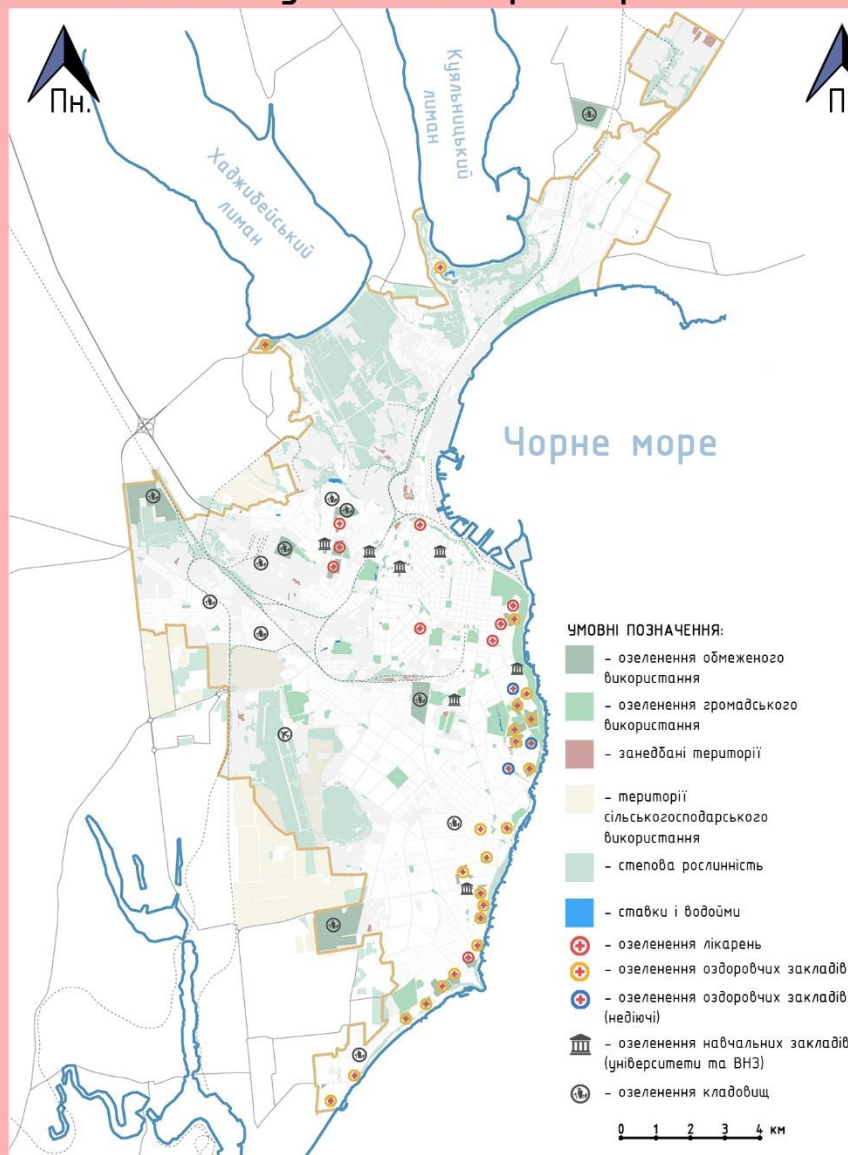 Пн.
П
Хаджибейський
лиман
Куяльницький
лиман
Чорне море
УМОВНІ ПОЗНАЧЕННЯ:
- озеленення обмеженого
використання
- озеленення громадського
використання
- занедбані території
- території
сільськогосподарського
використання
- степова рослинність
- ставки і водойми
- озеленення лікарень
- озеленення оздоровчих закладів
- озеленення оздоровчих закладів
(недіючі)
- озеленення навчальних закладів
(університети та ВНЗ)
- озеленення кладовищ
0 1 2 3 4 км